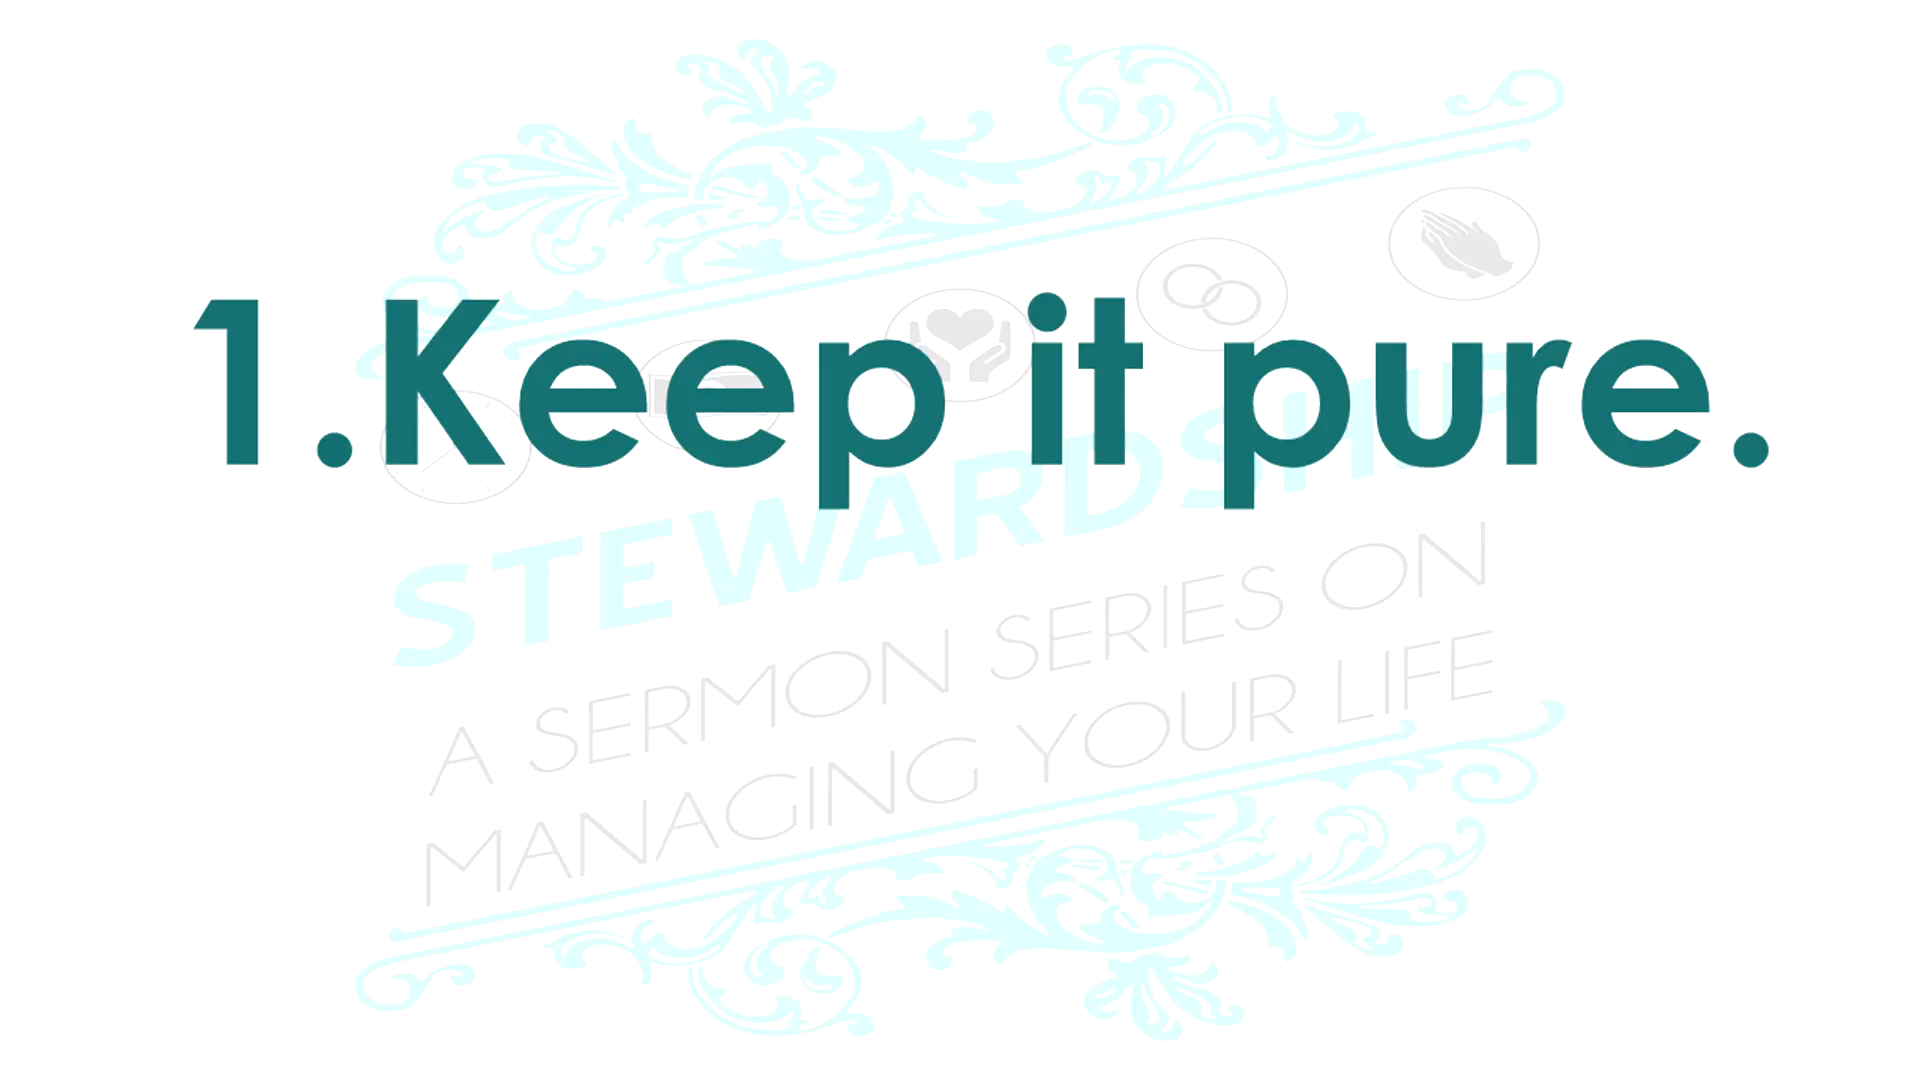 1.Keep it pure.
STEWARDSHIP
A SERMON SERIES ON
MANAGING YOUR LIFE